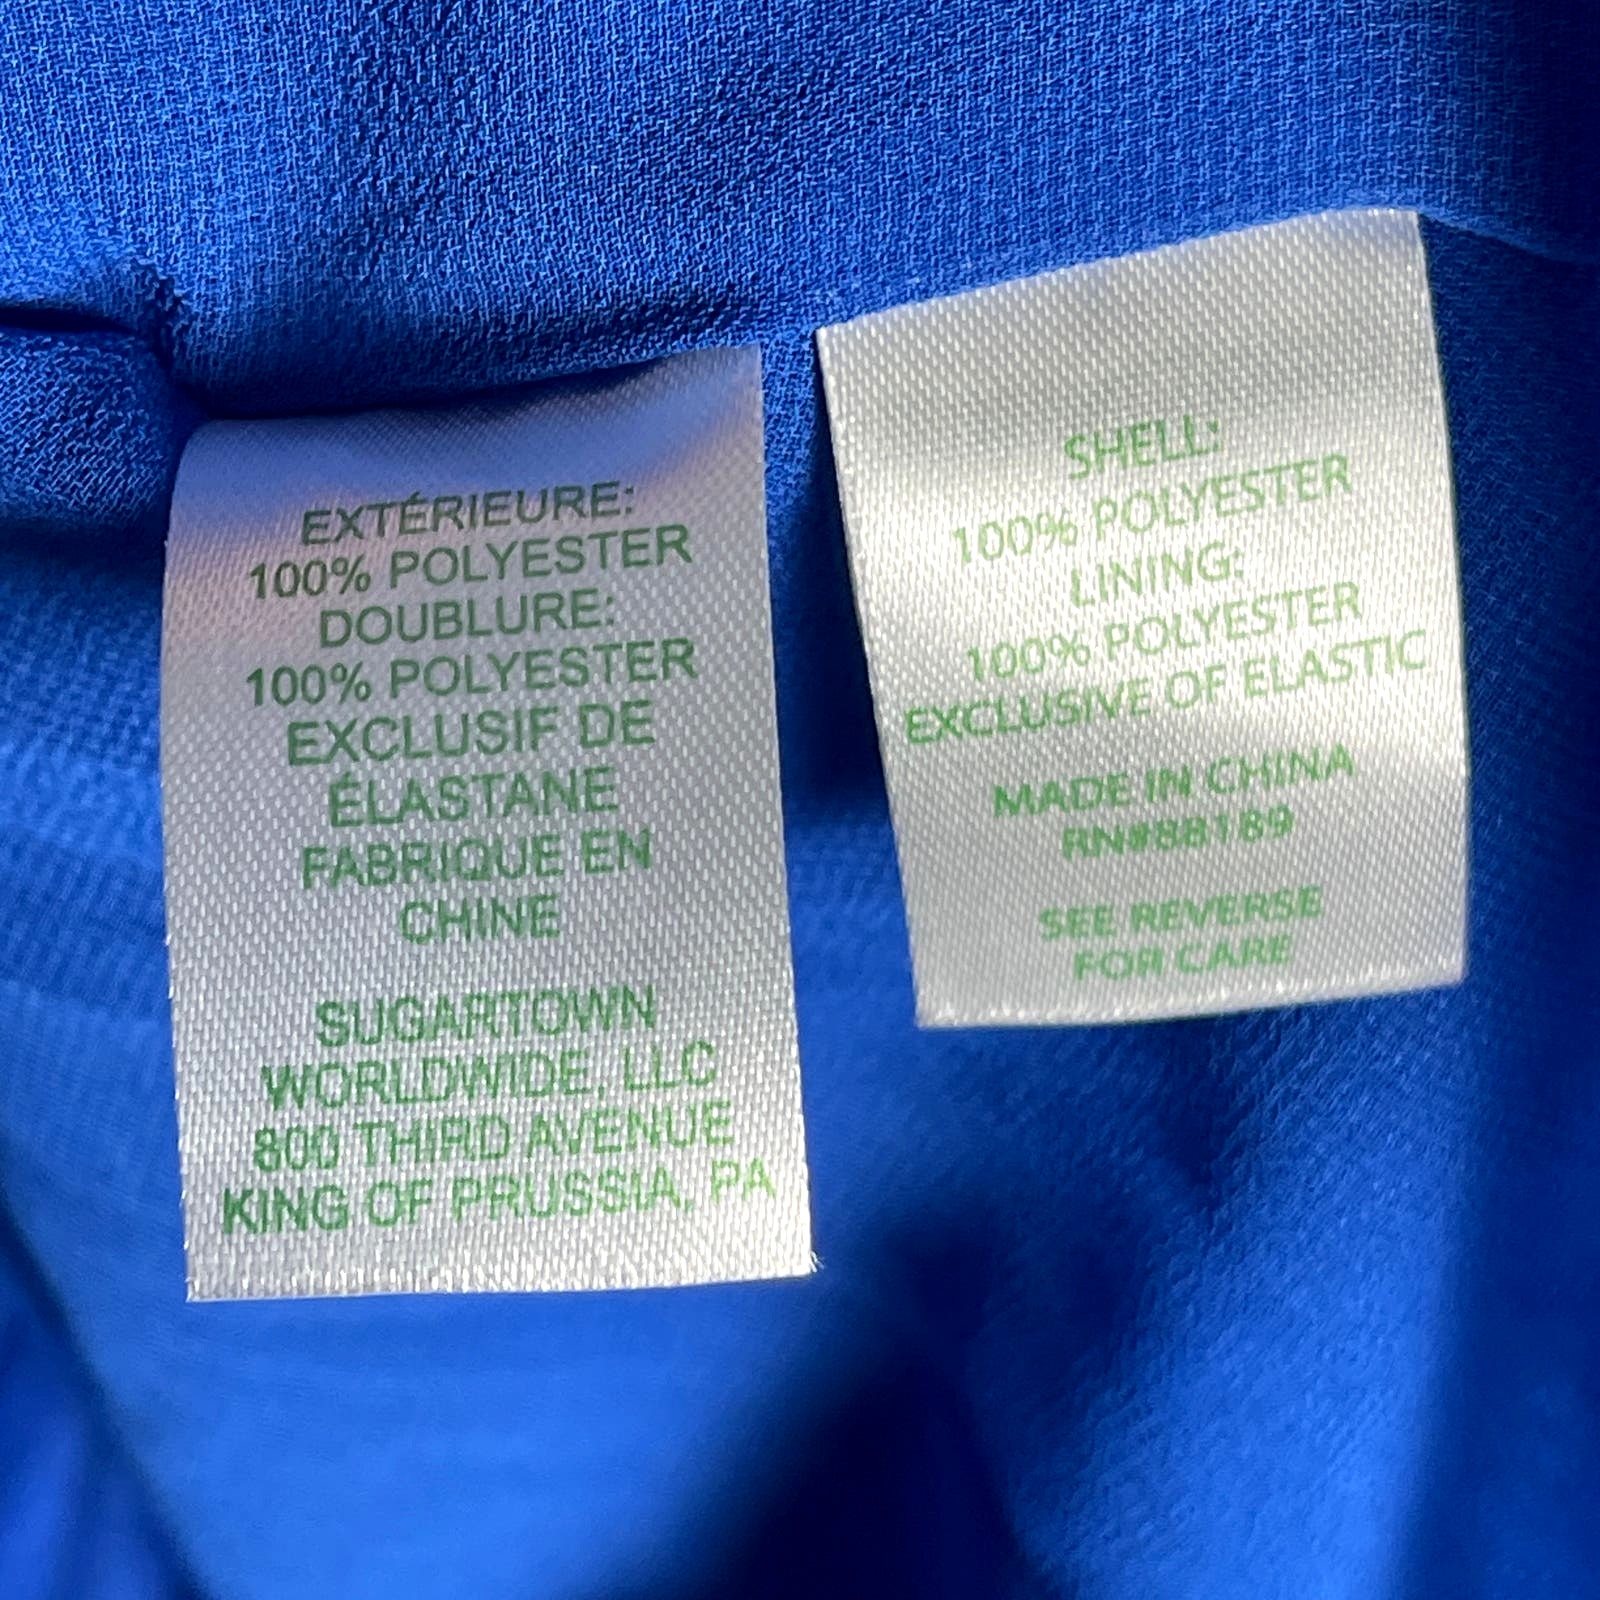 EXTÉRIEURE:
100% POLYESTER
DOUBLURE:
100% POLYESTER
EXCLUSIF DE
ÉLASTANE
FABRIQUE EN
CHINE
SUGARTOWN
WORLDWIDE, LLC
800 THIRD AVENUE
KING OF PRUSSIA, PA
SHELL:
100% POLYESTER
LINING:
100% POLYESTER
EXCLUSIVE OF ELASTIC
MADE IN CHINA
RN#88189
SEE REVERSE
FOR CARE